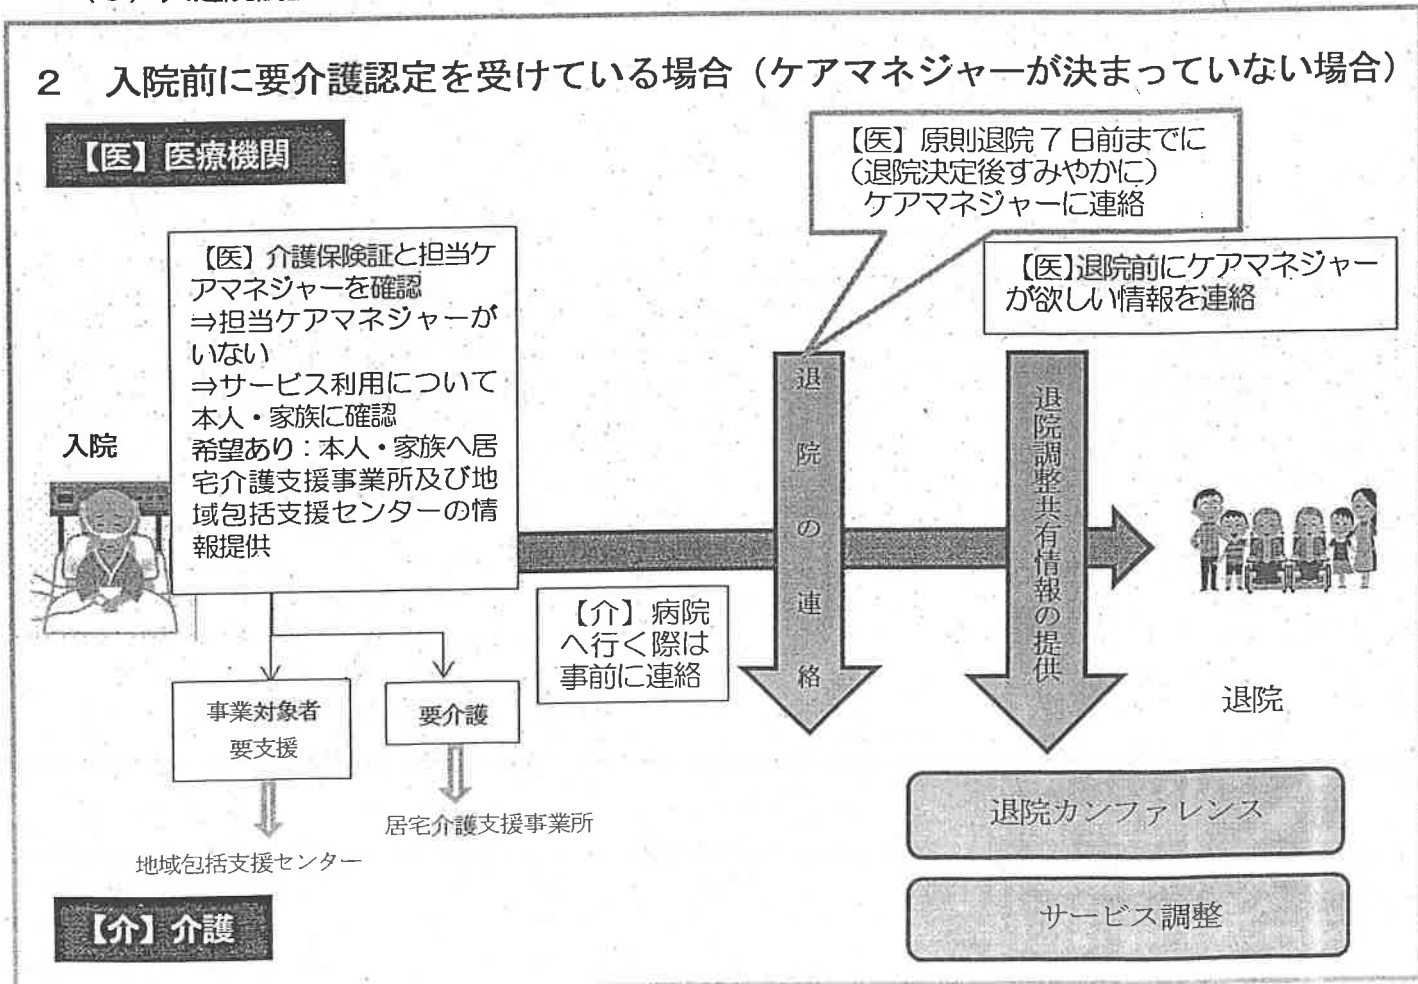 2 入院前に要介護認定を受けている場合（ケアマネジャーが決まっていない場合）
【医】医療機関
【医】原則退院7日前までに
（退院決定後すみやかに）
ケアマネジャーに連絡
【医】退院前にケアマネジャー
が欲しい情報を連絡
【医】介護保険証と担当ケ
アマネジャーを確認
⇒担当ケアマネジャーが
いない
⇒サービス利用について
本人・家族に確認
希望あり：本人・家族へ居
宅介護支援事業所及び地
域包括支援センターの情
報提供
入院
【介】病院
へ行く際は
事前に連絡
退院の連絡
退院調整共有情報の提供
退院
事業対象者
要支援
要介護
居宅介護支援事業所
地域包括支援センター
退院カンファレンス
サービス調整
【介】介護